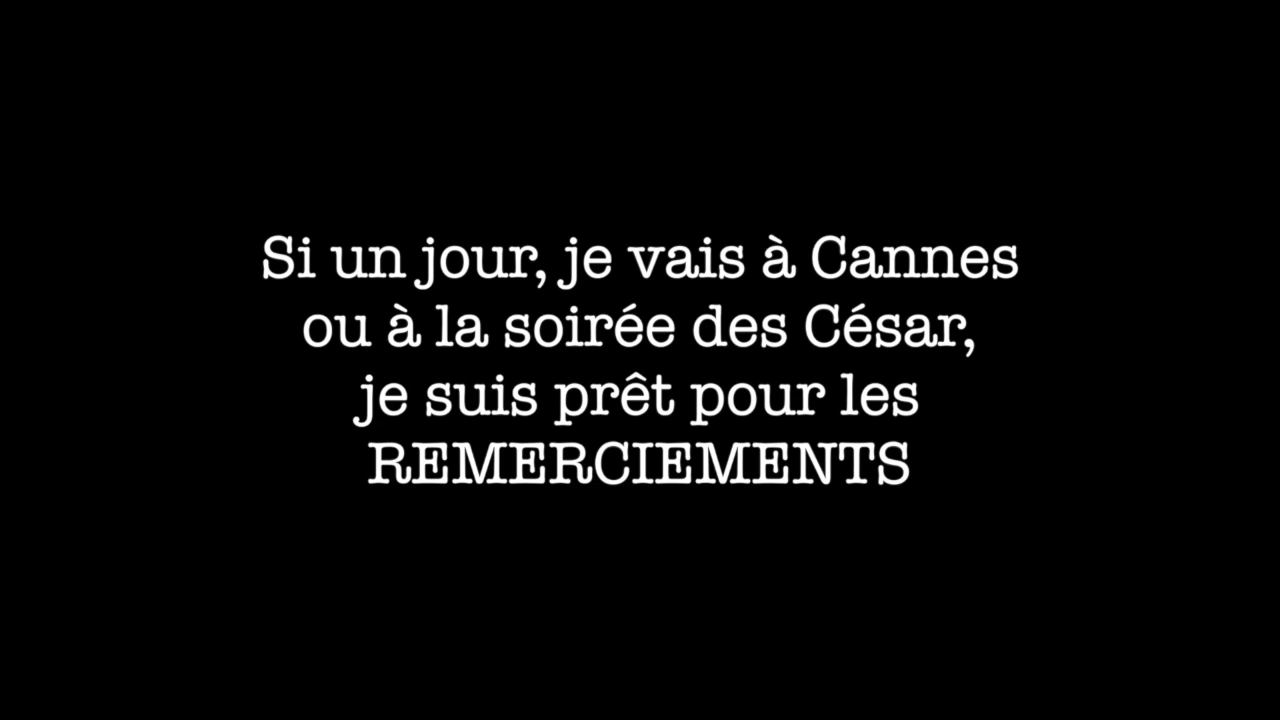 Si un jour, je vais à Cannes
ou à la soirée des César,
je suis prêt pour les
REMERCIEMENTS